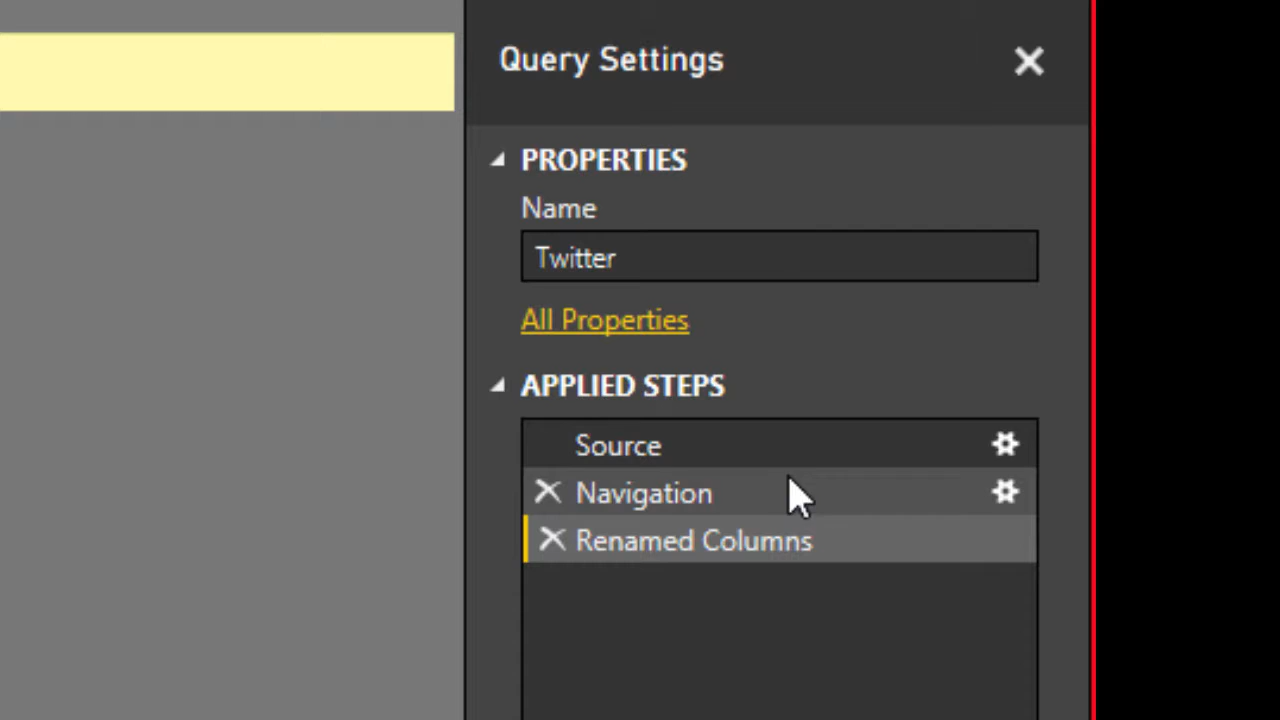 Query Settings
PROPERTIES
Name
Twitter
All Properties
APPLIED STEPS
Source
Navigation
Renamed Columns